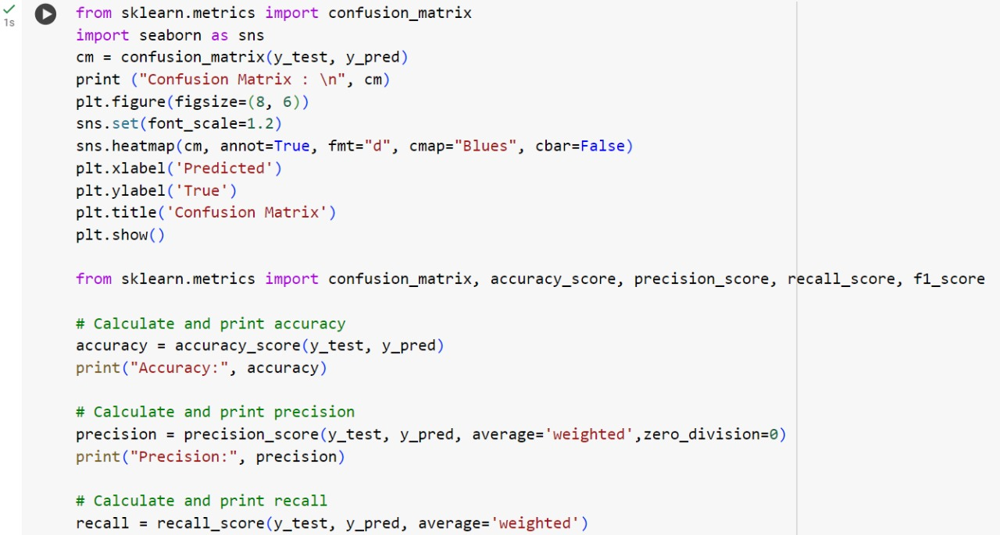 1s
from sklearn.metrics import confusion_matrix
import seaborn as sns
cm = confusion_matrix(y_test, y_pred)
print ("Confusion Matrix : \n", cm)
plt.figure(figsize=(8, 6))
sns.set(font_scale=1.2)
sns.heatmap(cm, annot=True, fmt="d", cmap="Blues", cbar=False)
plt.xlabel('Predicted')
plt.ylabel('True')
plt.title('Confusion Matrix')
plt.show()
from sklearn.metrics import confusion_matrix, accuracy_score, precision_score, recall_score, f1_score
# Calculate and print accuracy
accuracy = accuracy_score(y_test, y_pred)
print("Accuracy:", accuracy)
# Calculate and print precision
precision = precision_score(y_test, y_pred, average='weighted',zero_division=0)
print("Precision:", precision)
# Calculate and print recall
recall = recall_score(y_test, y_pred, average='weighted')